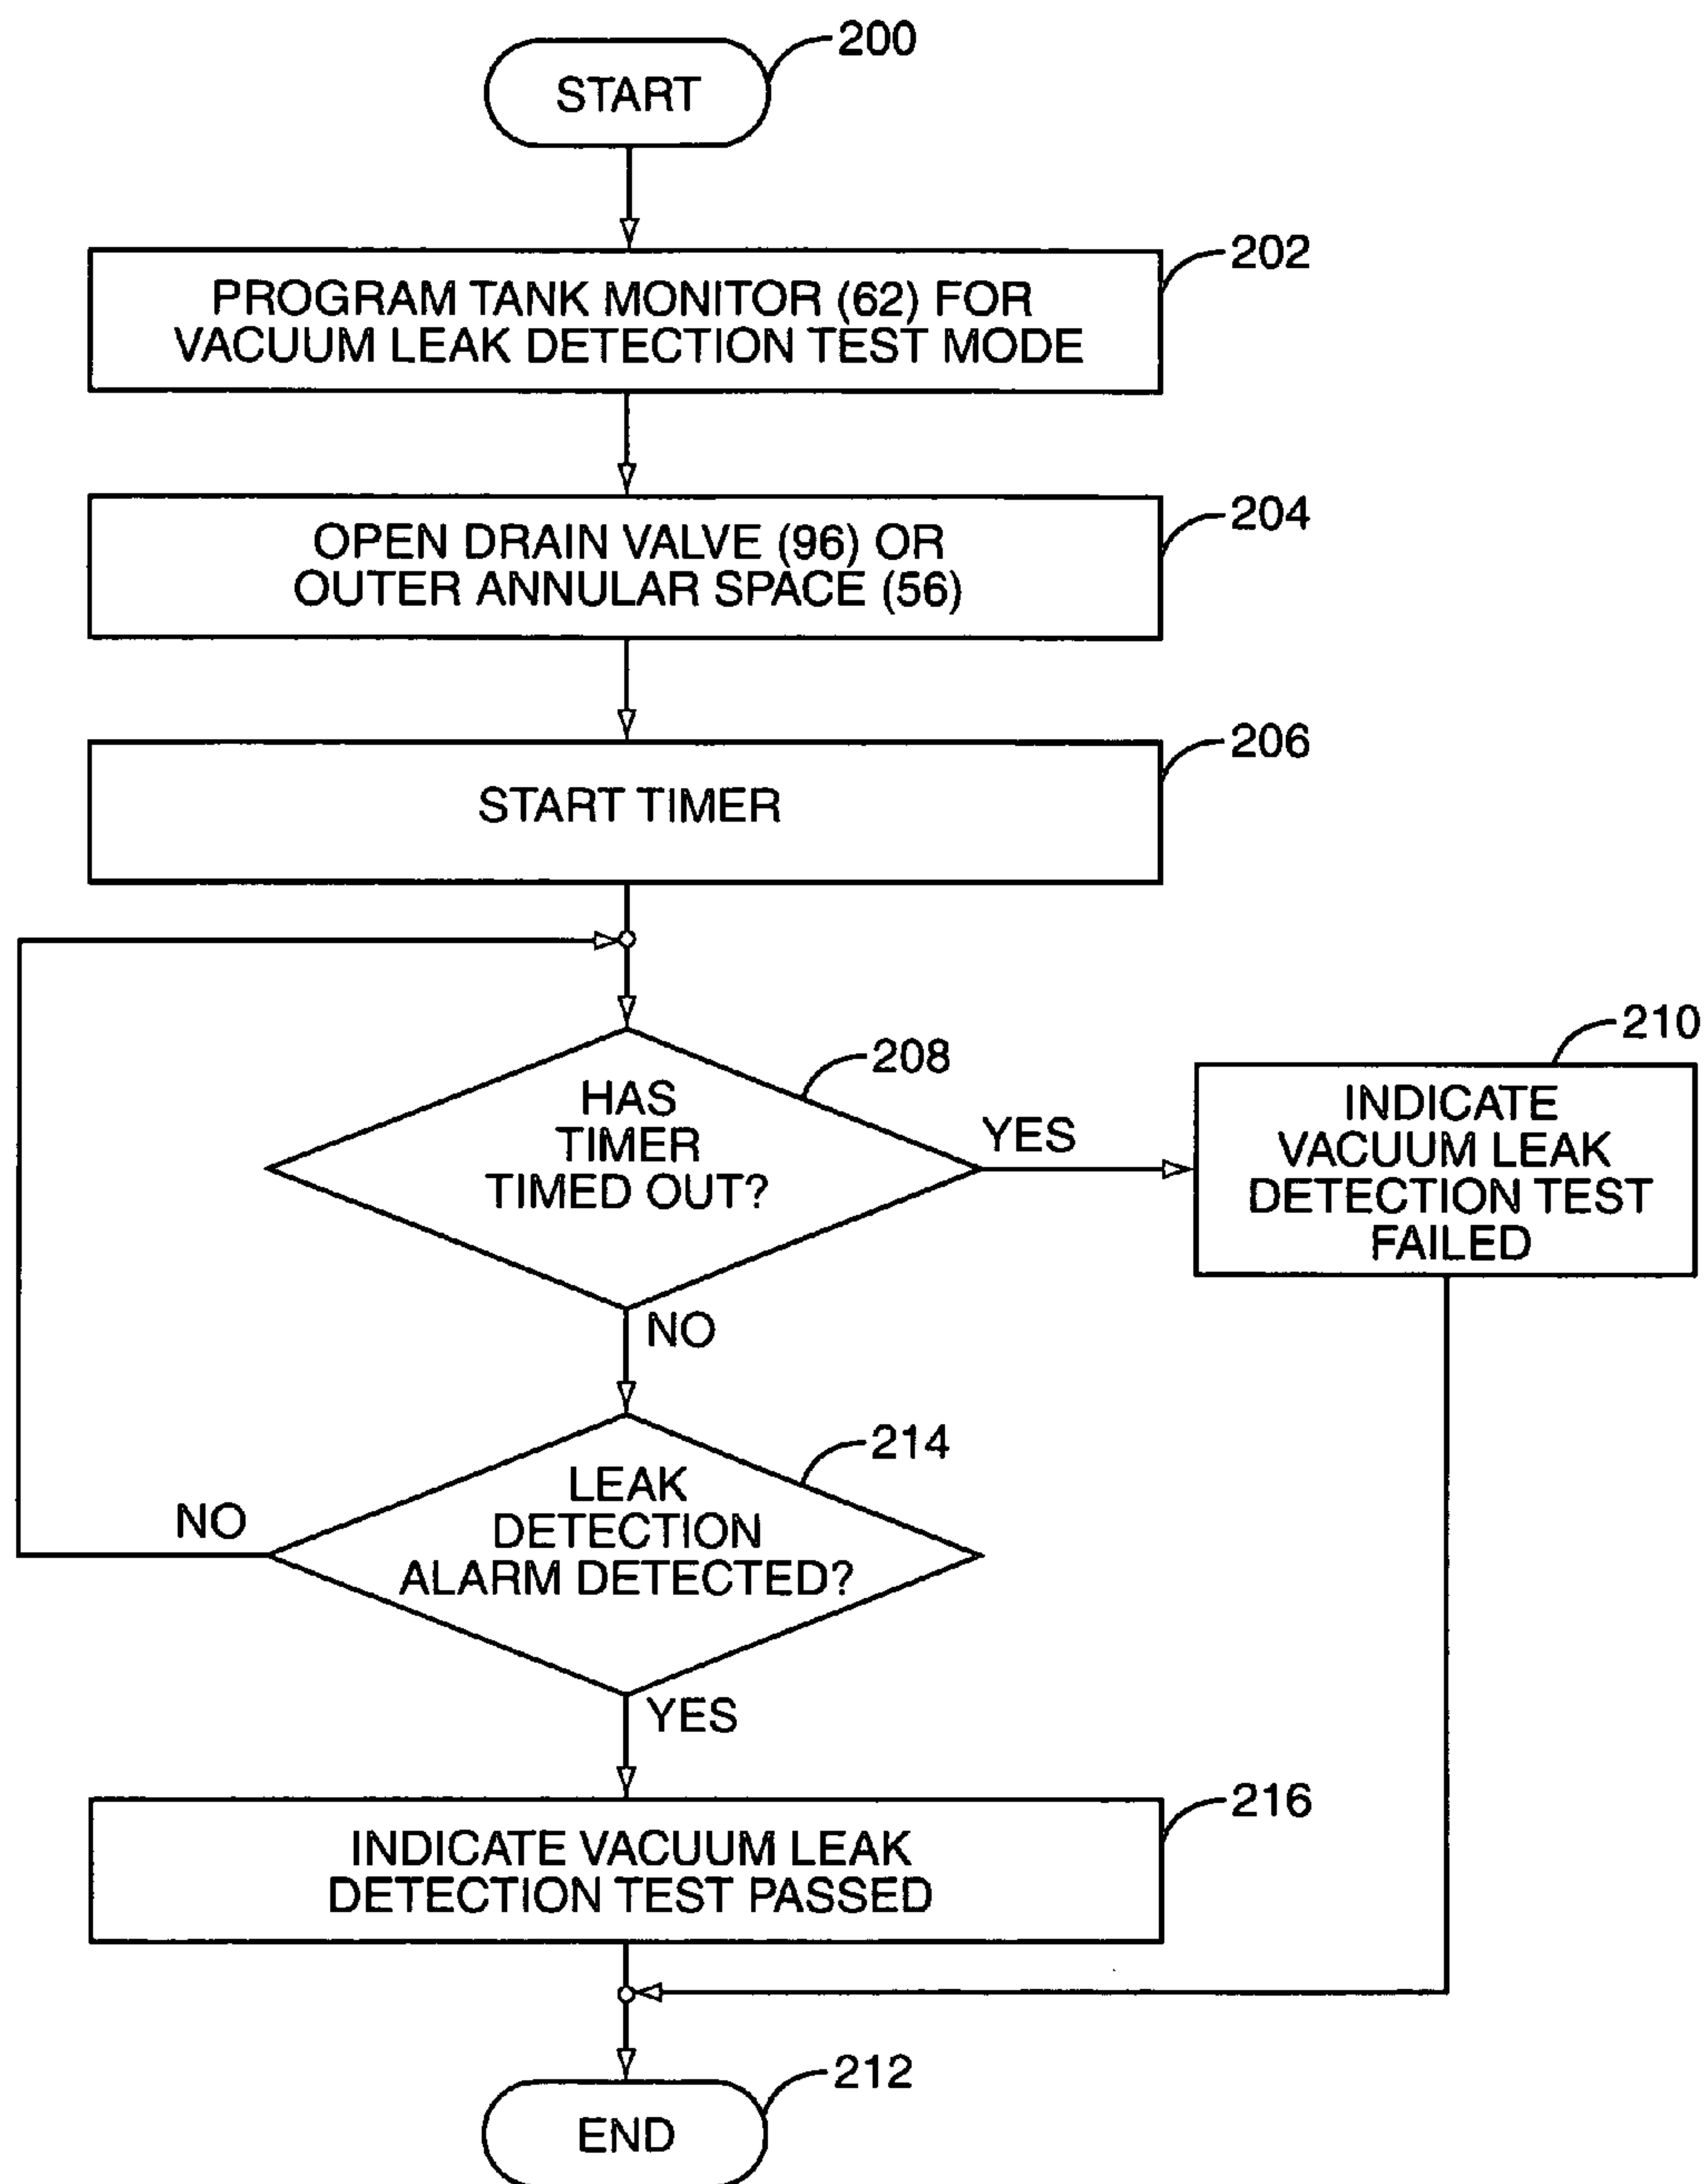 200
START
202
PROGRAM TANK MONITOR (62) FOR
VACUUM LEAK DETECTION TEST MODE
204
OPEN DRAIN VALVE (96) OR
OUTER ANNULAR SPACE (56)
206
START TIMER
208
HAS
TIMER
TIMED OUT?
YES
210
INDICATE
VACUUM LEAK
DETECTION TEST
FAILED
NO
214
LEAK
DETECTION
ALARM DETECTED?
NO
YES
216
INDICATE VACUUM LEAK
DETECTION TEST PASSED
212
END